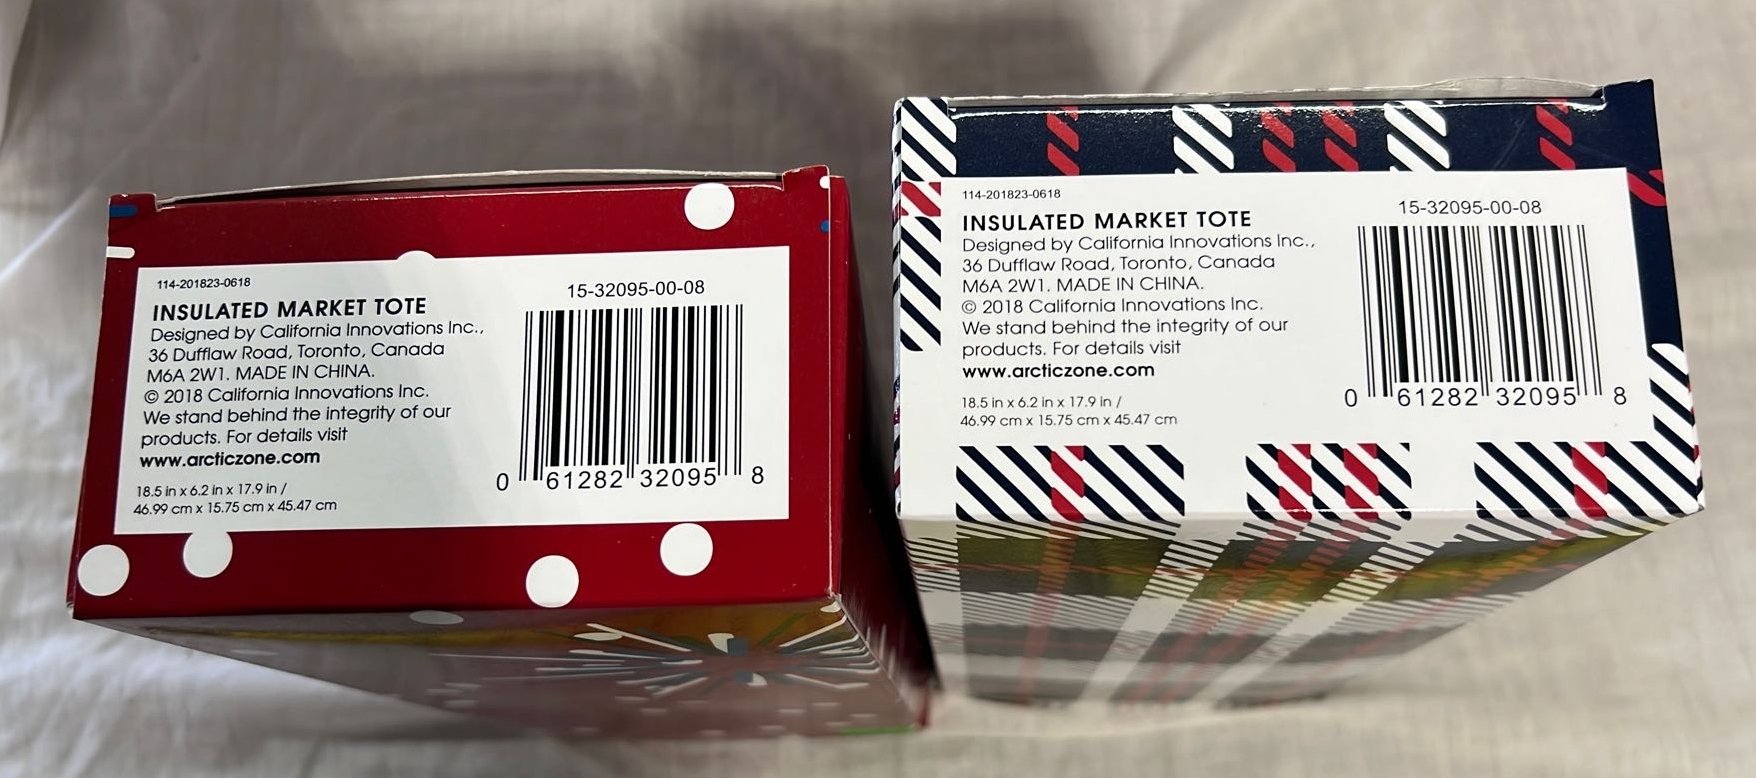 114-201823-0618
INSULATED MARKET TOTE
Designed by California Innovations Inc.,
36 Dufflaw Road, Toronto, Canada
M6A 2W1. MADE IN CHINA.
© 2018 California Innovations Inc.
We stand behind the integrity of our
products. For details visit
www.arcticzone.com
18.5 in x 6.2 in x 17.9 in /
46.99 cm x 15.75 cm x 45.47 cm
15-32095-00-08
0 61282 32095 8
114-201823-0618
INSULATED MARKET TOTE
Designed by California Innovations Inc.,
36 Dufflaw Road, Toronto, Canada
M6A 2W1. MADE IN CHINA.
© 2018 California Innovations Inc.
We stand behind the integrity of our
products. For details visit
www.arcticzone.com
18.5 in x 6.2 in x 17.9 in /
46.99 cm x 15.75 cm x 45.47 cm
15-32095-00-08
0 61282 32095 8